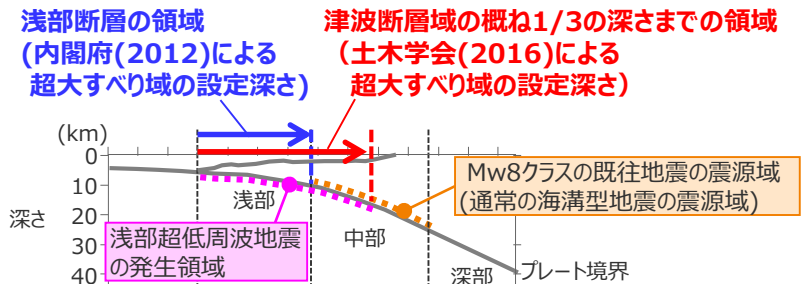 浅部断層の領域
(内閣府(2012)による
超大すべり域の設定深さ)
津波断層域の概ね1/3の深さまでの領域
（土木学会(2016)による
超大すべり域の設定深さ）
(km)
0
10
20
30
40
深さ
浅部
中部
深部
プレート境界
Mw8クラスの既往地震の震源域
(通常の海溝型地震の震源域)
浅部超低周波地震
の発生領域